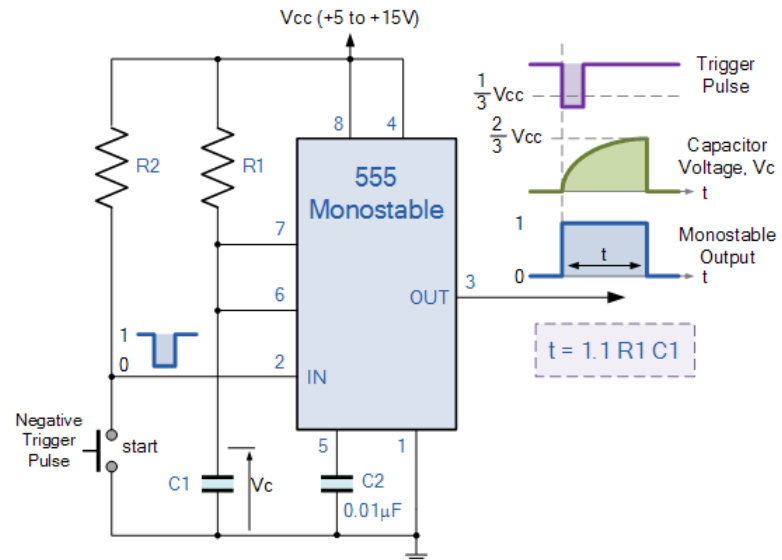 Vcc (+5 to +15V)
R2
R1
8
4
555
Monostable
7
6
2
IN
OUT
3
5
1
1
0
Negative
Trigger
Pulse
start
C1
Vc
C2
0.01µF
1/3 Vcc
Trigger
Pulse
2/3 Vcc
Capacitor
Voltage, Vc
t
1
0
t
Monostable
Output
t
t = 1.1 R1 C1